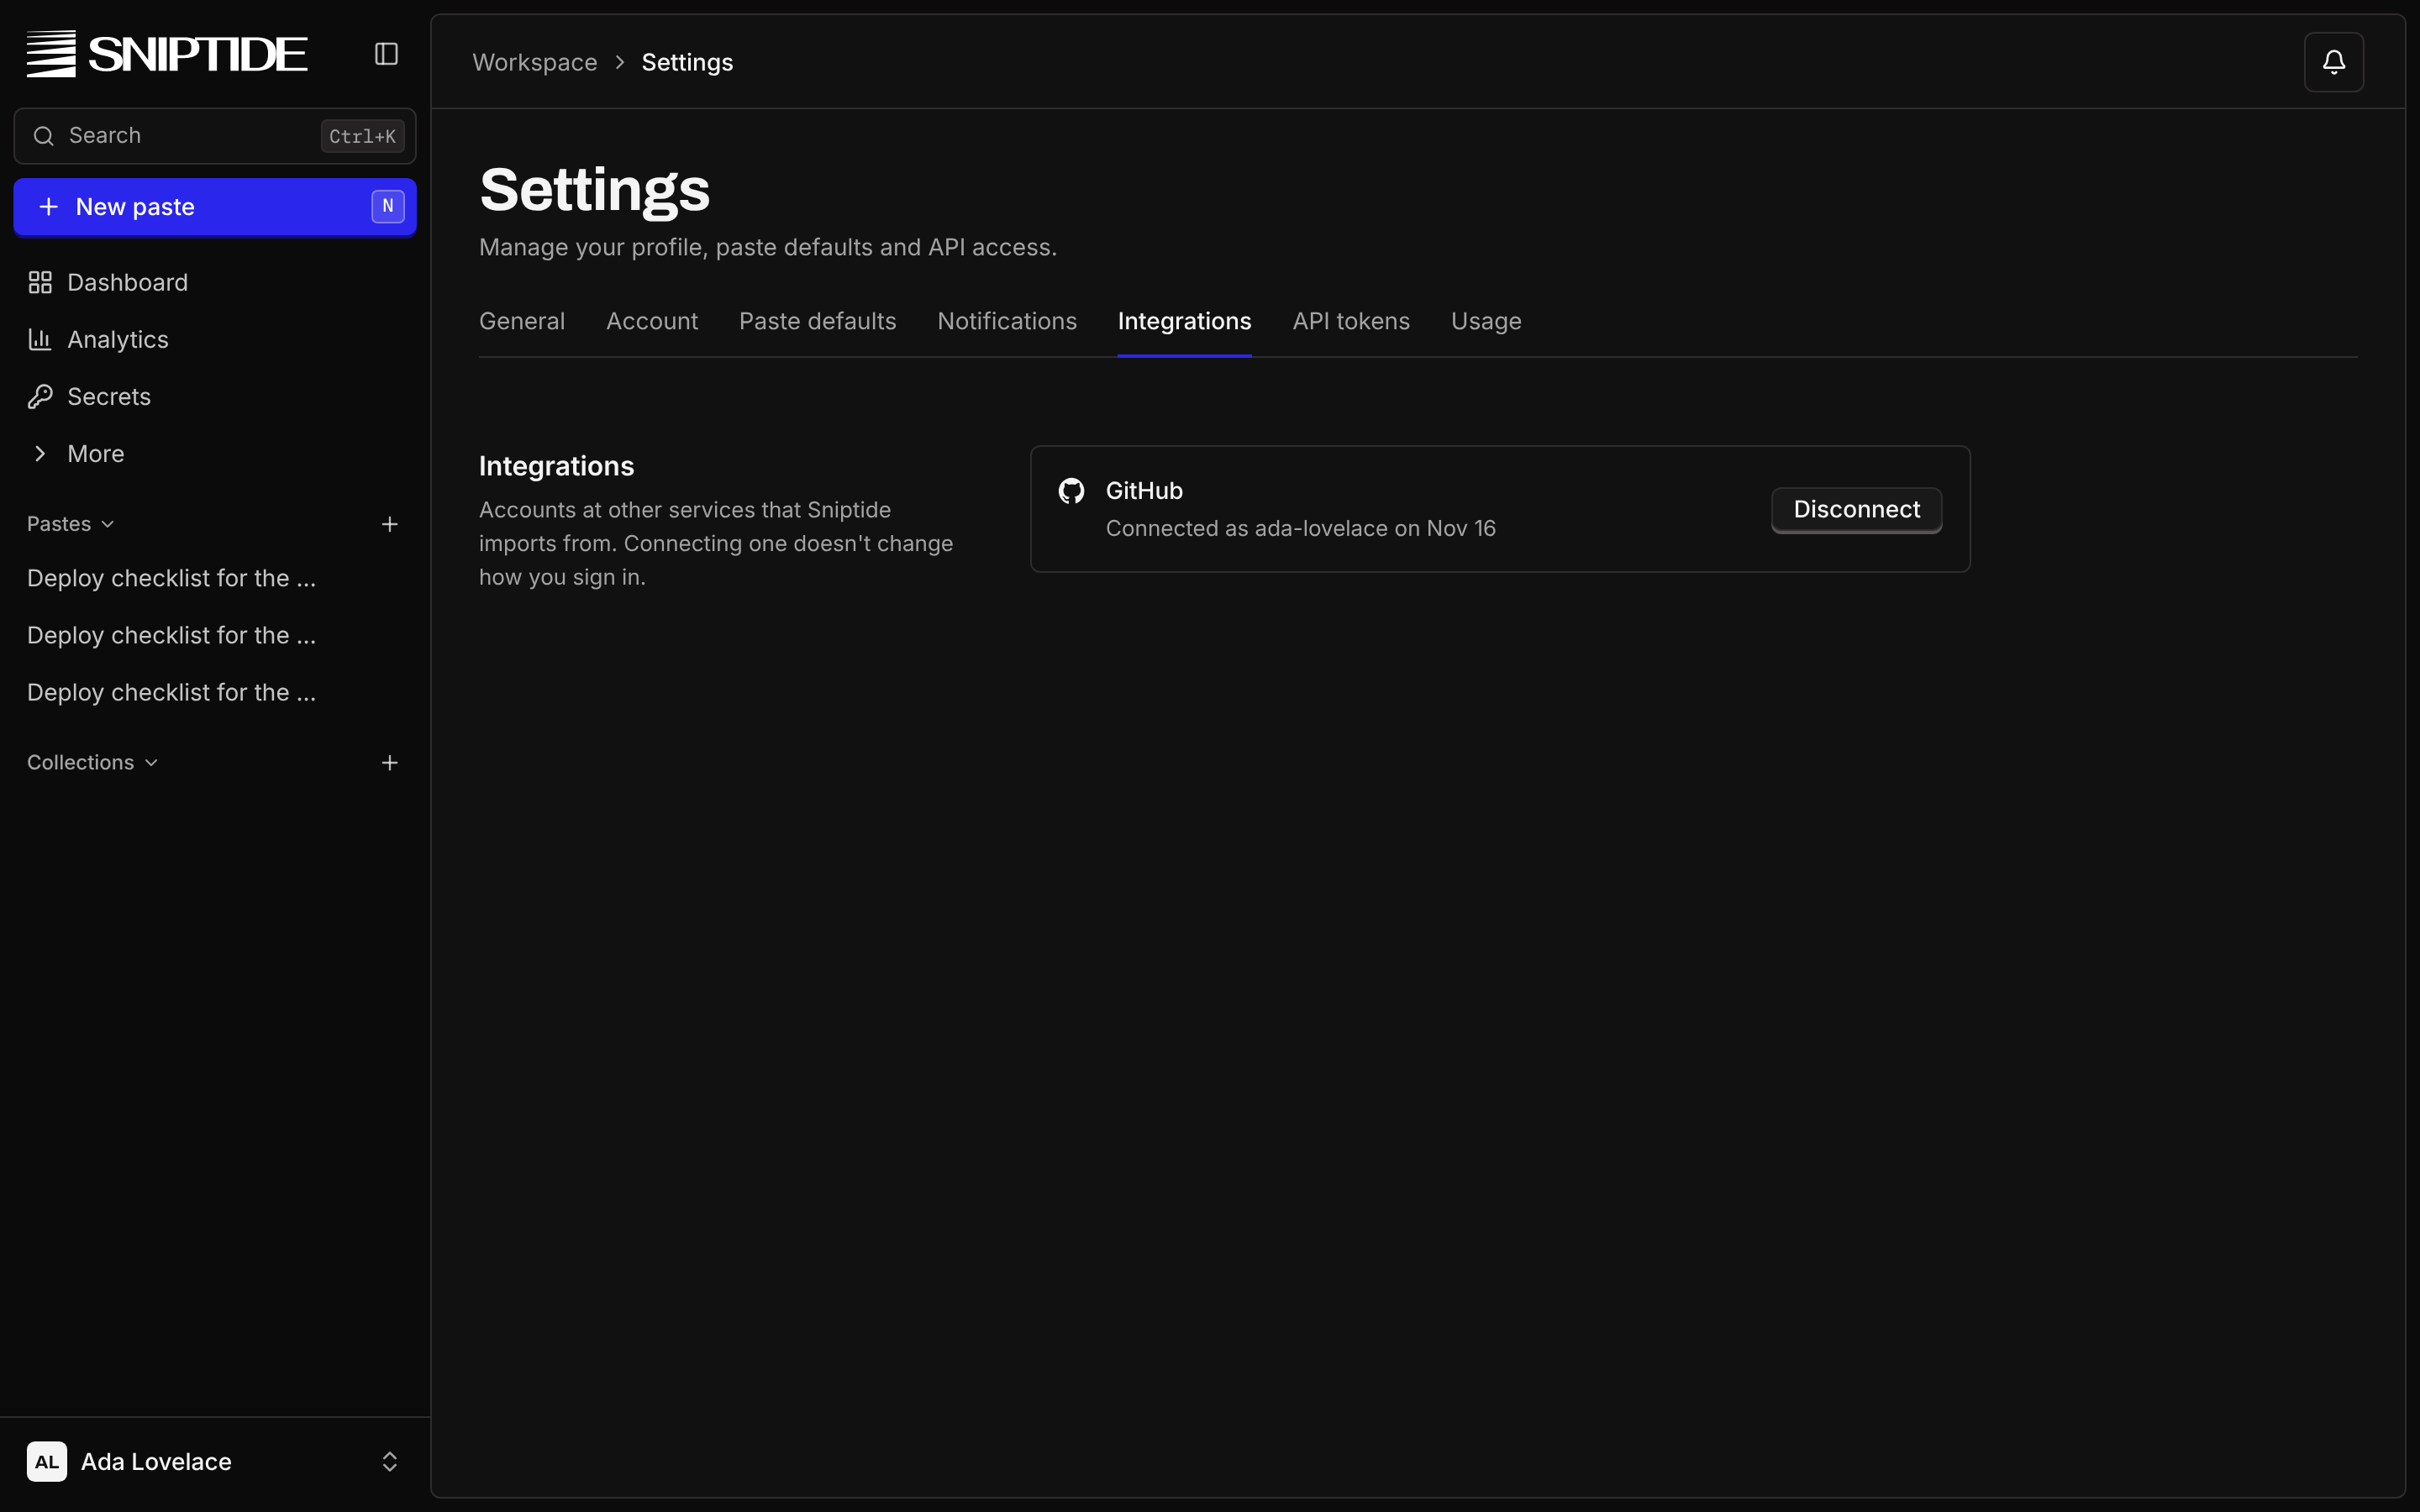 SNIPTIDE
Search
Ctrl+K
New paste
N
Dashboard
Analytics
Secrets
More
Pastes
Deploy checklist for the ...
Deploy checklist for the ...
Deploy checklist for the ...
Collections
AL
Ada Lovelace
Workspace
Settings
Settings
Manage your profile, paste defaults and API access.
General
Account
Paste defaults
Notifications
Integrations
API tokens
Usage
Integrations
Accounts at other services that Sniptide
imports from. Connecting one doesn't change
how you sign in.
GitHub
Connected as ada-lovelace on Nov 16
Disconnect